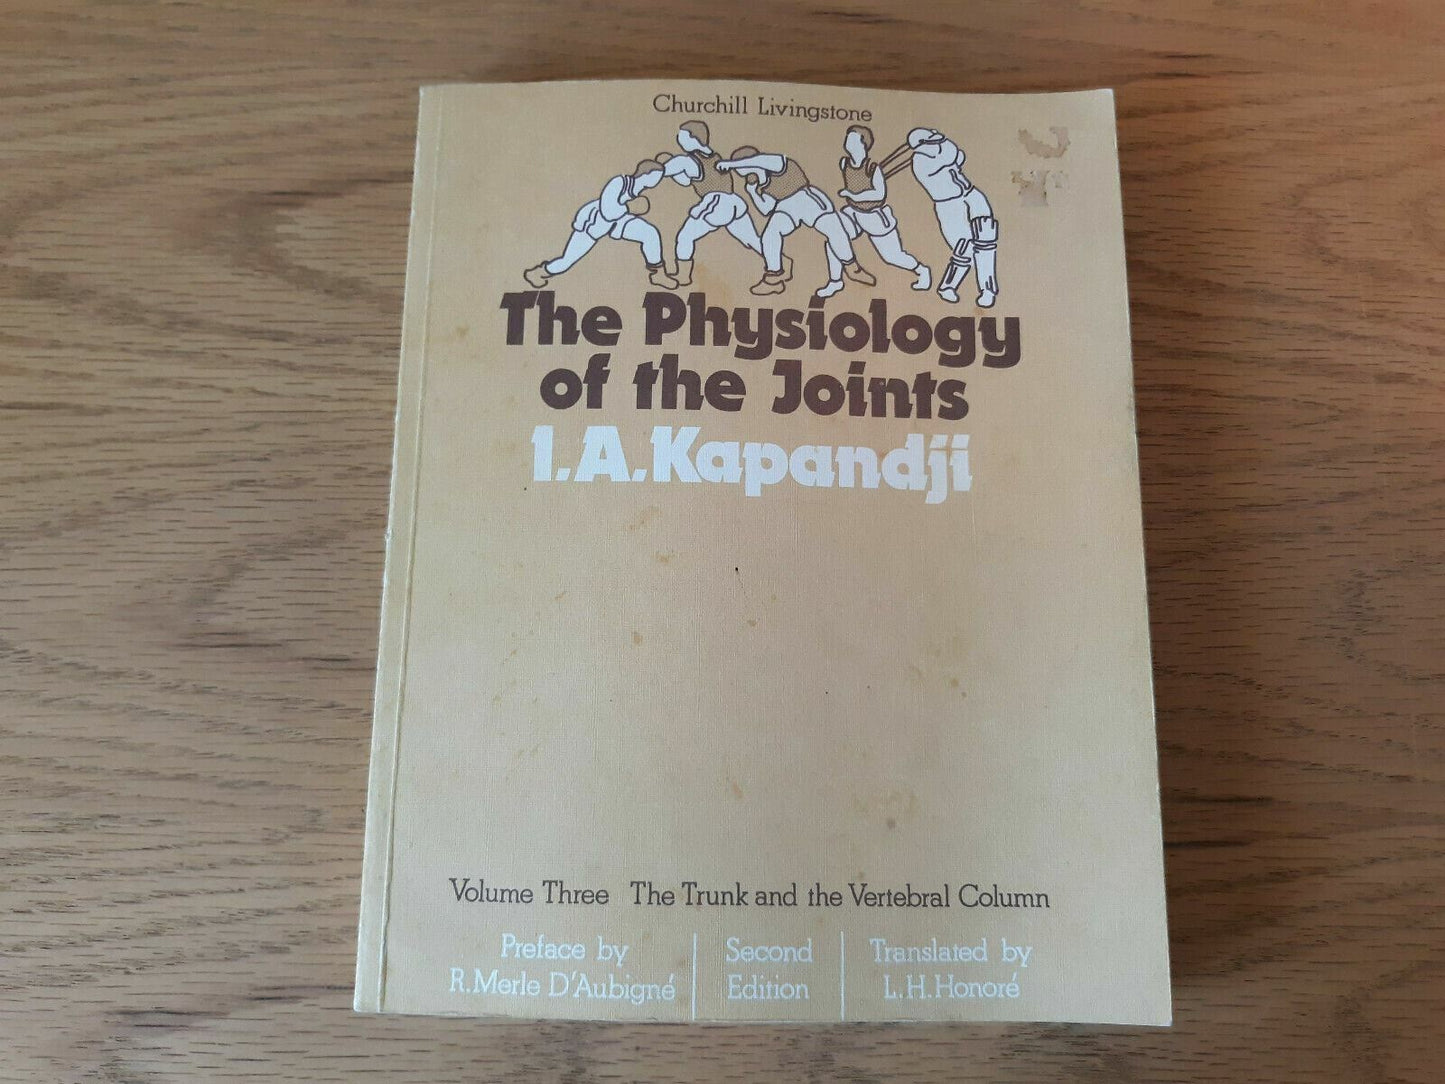 Churchill Livingstone
The Physiology
of the Joints
I.A.Kapandji
Volume Three The Trunk and the Vertebral Column
Preface by
R.Merle D'Aubigné
Second
Edition
Translated by
L.H.Honoré